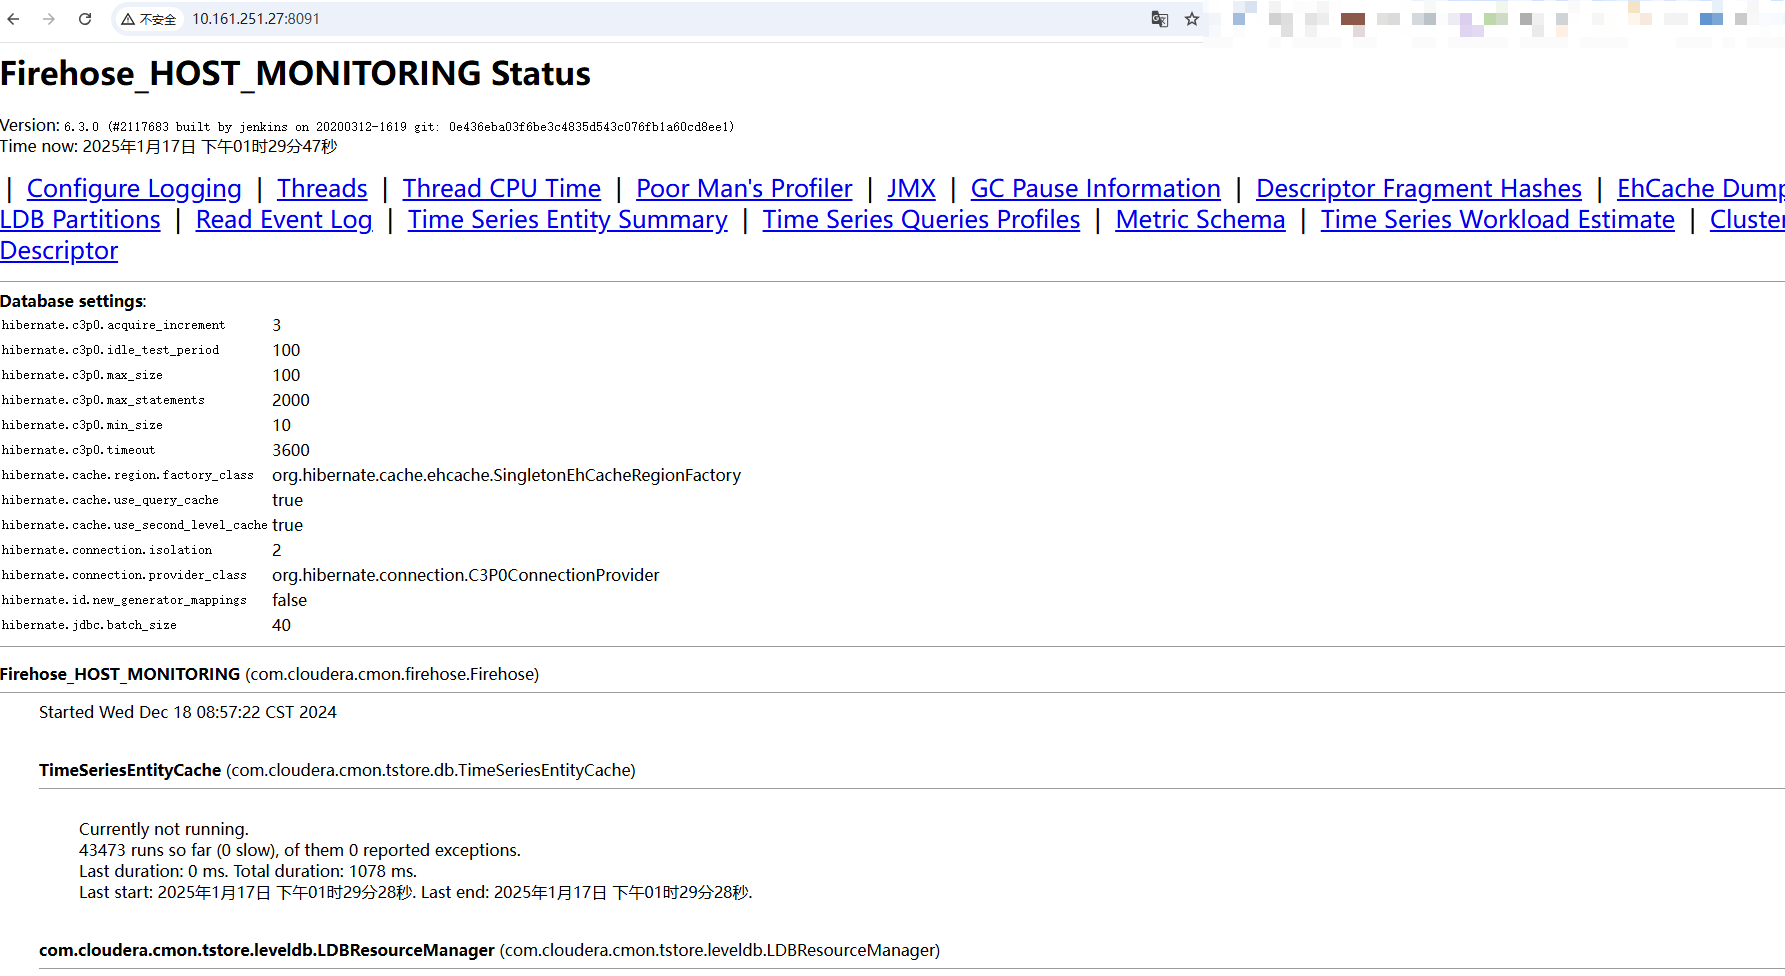 不安全 10.161.251.27:8091
Firehose_HOST_MONITORING Status
Version: 6.3.0 (#2117683 built by jenkins on 20200312-1619 git: 0e436eba03f6be3c4835d543c076fb1a60cd8ee1)
Time now: 2025年1月17日 下午01时29分47秒
| Configure Logging | Threads | Thread CPU Time | Poor Man's Profiler | JMX | GC Pause Information | Descriptor Fragment Hashes | EhCache Dump
LDB Partitions | Read Event Log | Time Series Entity Summary | Time Series Queries Profiles | Metric Schema | Time Series Workload Estimate | Cluster
Descriptor
Database settings:
hibernate.c3p0.acquire_increment 3
hibernate.c3p0.idle_test_period 100
hibernate.c3p0.max_size 100
hibernate.c3p0.max_statements 2000
hibernate.c3p0.min_size 10
hibernate.c3p0.timeout 3600
hibernate.cache.region.factory_class org.hibernate.cache.ehcache.SingletonEhCacheRegionFactory
hibernate.cache.use_query_cache true
hibernate.cache.use_second_level_cache true
hibernate.connection.isolation 2
hibernate.connection.provider_class org.hibernate.connection.C3P0ConnectionProvider
hibernate.id.new_generator_mappings false
hibernate.jdbc.batch_size 40
Firehose_HOST_MONITORING (com.cloudera.cmon.firehose.Firehose)
Started Wed Dec 18 08:57:22 CST 2024
TimeSeriesEntityCache (com.cloudera.cmon.tstore.db.TimeSeriesEntityCache)
Currently not running.
43473 runs so far (0 slow), of them 0 reported exceptions.
Last duration: 0 ms. Total duration: 1078 ms.
Last start: 2025年1月17日 下午01时29分28秒. Last end: 2025年1月17日 下午01时29分28秒.
com.cloudera.cmon.tstore.leveldb.LDBResourceManager (com.cloudera.cmon.tstore.leveldb.LDBResourceManager)